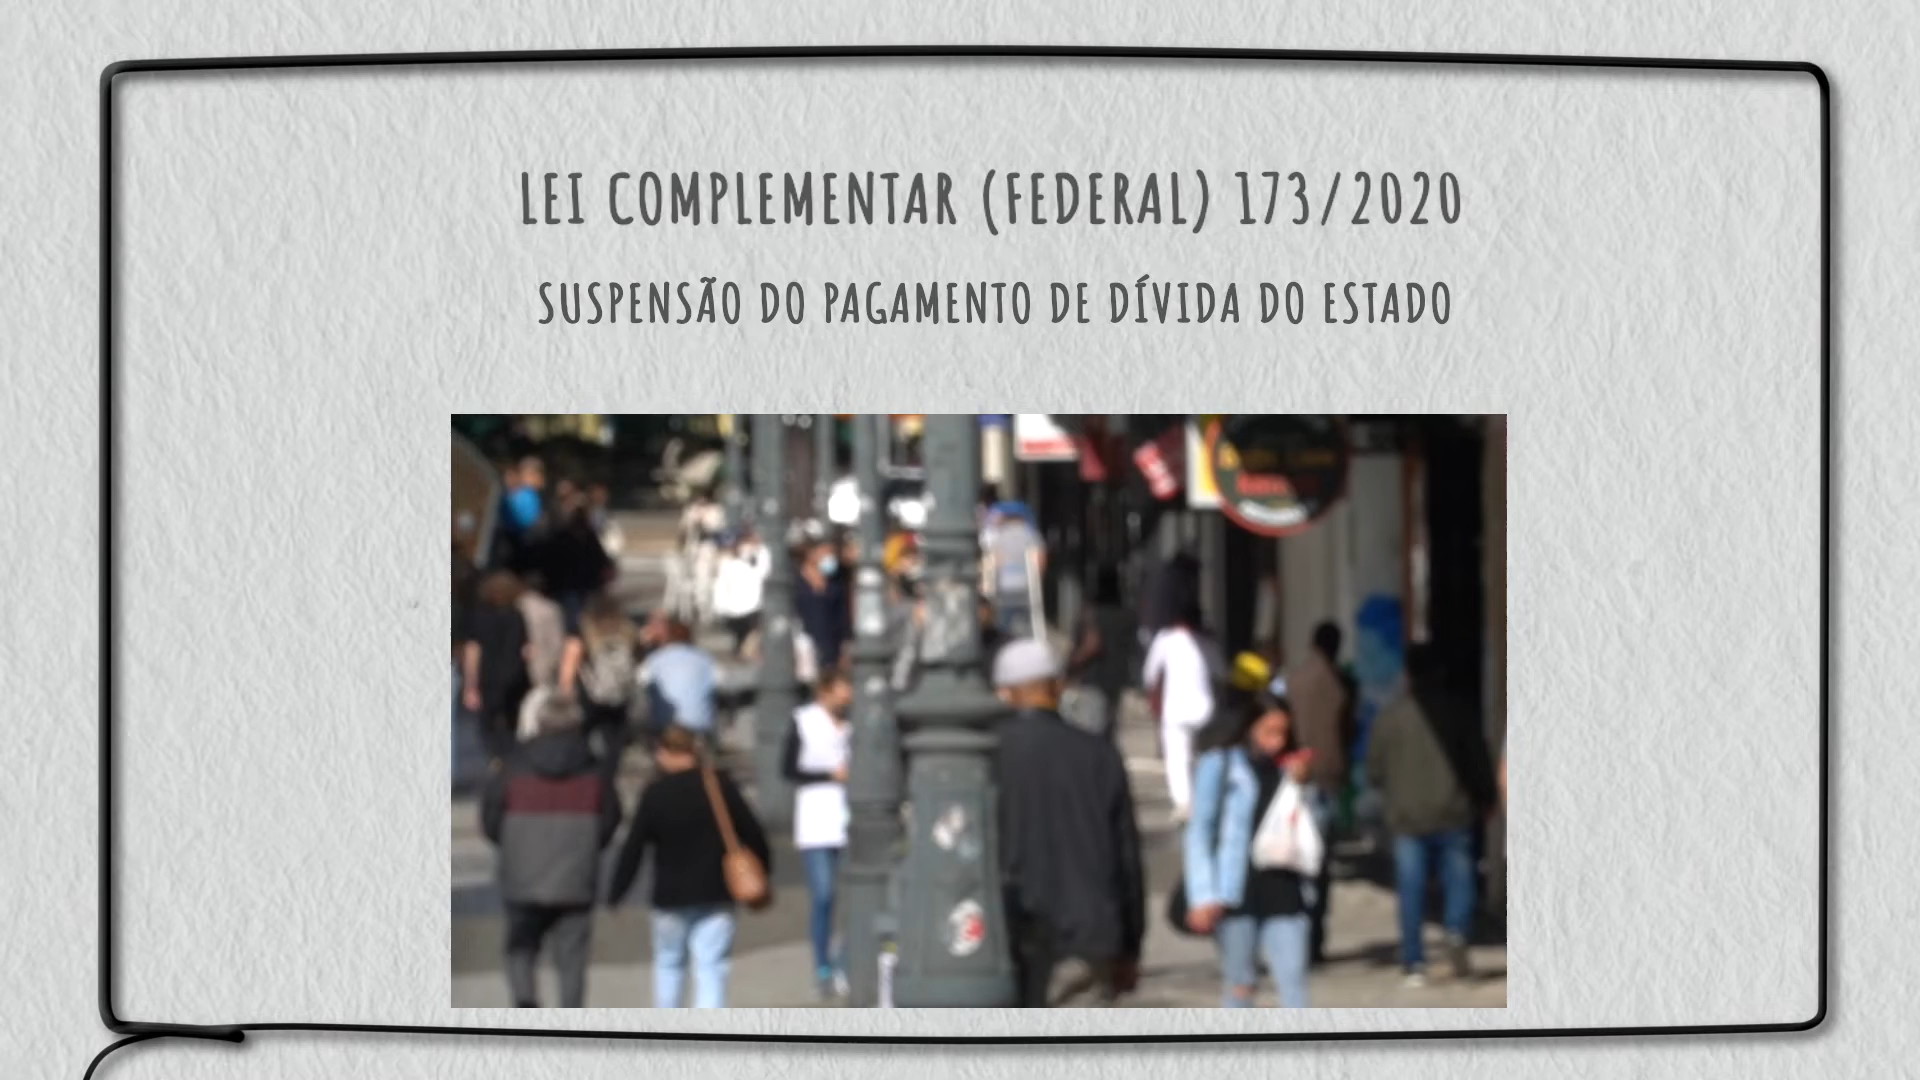 LEI COMPLEMENTAR (FEDERAL) 173/2020
SUSPENSÃO DO PAGAMENTO DE DÍVIDA DO ESTADO